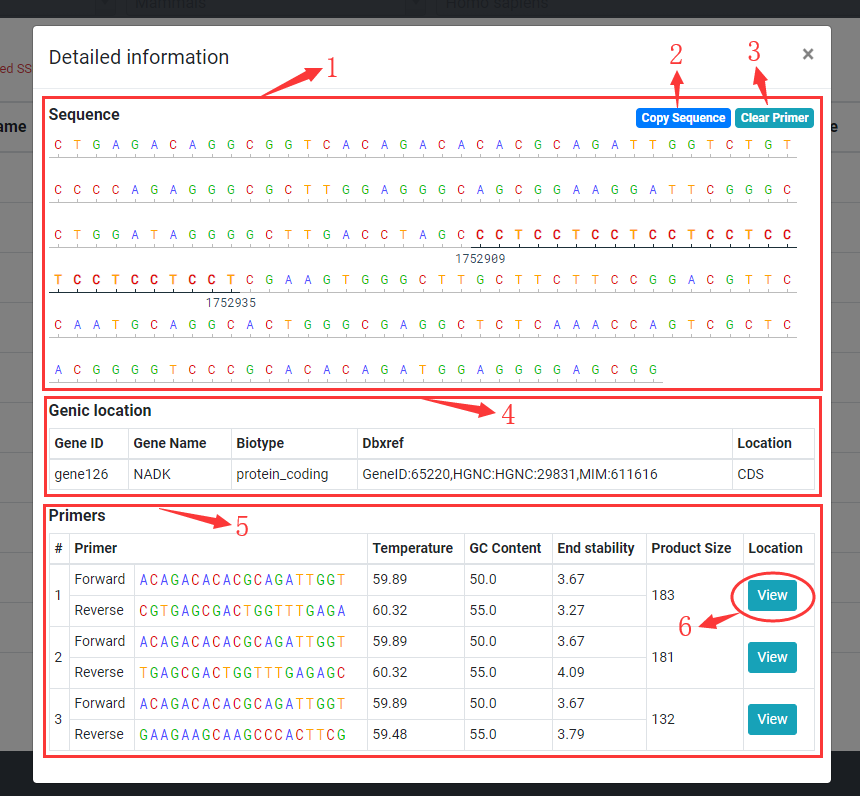 Mammals
Homo sapiens
Detailed information
×
1
2
3
ed SS
ame
e
Sequence
Copy Sequence
Clear Primer
C T G A G A C A G G C G G T C A C A G A C A C A C G C A G A T T G G T C T G T
C C C C A G A G G G C G C T T G G A G G G C A G C G G A A G G A T T C G G G C
C T G G A T A G G G G C T T G A C C T A G C C C T C C T C C T C C T C C T C C
1752909
T C C T C C T C C T C G A A G T G G G C T T G C T T C T T C C G G A C G T T C
1752935
C A A T G C A G G C A C T G G G C G A G G C T C T C A A A C C A G T C G C T C
A C G G G G T C C C G C A C A C A G A T G G A G G G G A G C G G
Genic location
4
Gene ID Gene Name Biotype Dbxref Location
gene126 NADK protein_coding GeneID:65220,HGNC:HGNC:29831,MIM:611616 CDS
Primers
5
# Primer Temperature GC Content End stability Product Size Location
1 Forward ACAGACACACGCAGATTGGT 59.89 50.0 3.67 183 View
Reverse CGTGAGCGACTGGTTTGAGA 60.32 55.0 3.27
6
2 Forward ACAGACACACGCAGATTGGT 59.89 50.0 3.67 181 View
Reverse TGAGCGACTGGTTTGAGAGC 60.32 55.0 4.09
3 Forward ACAGACACACGCAGATTGGT 59.89 50.0 3.67 132 View
Reverse GAAGAAGCAAGCCCACTTCG 59.48 55.0 3.79